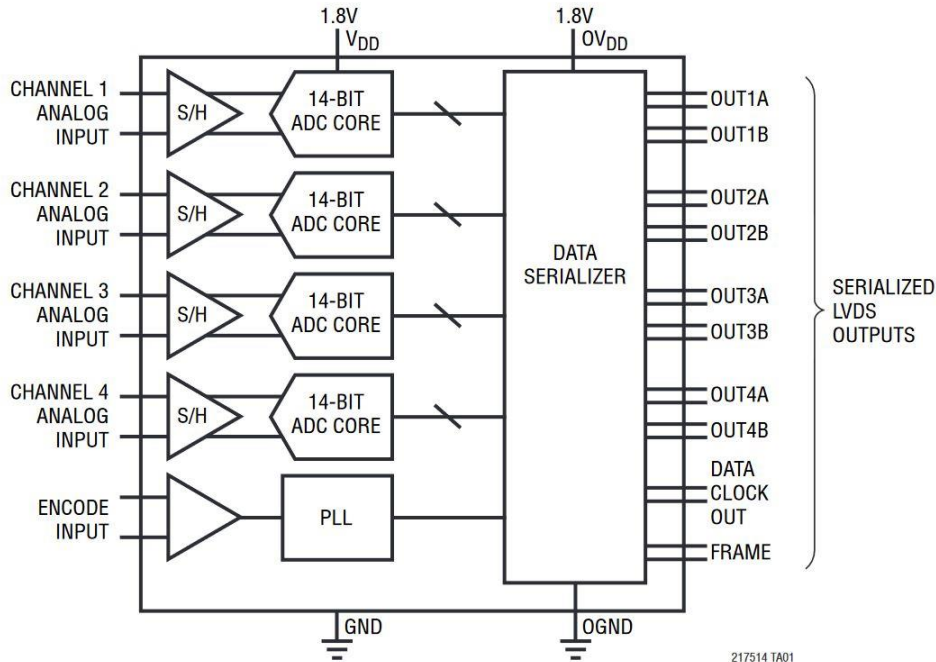 1.8V
V_DD
1.8V
OV_DD
CHANNEL 1
ANALOG
INPUT
S/H
14-BIT
ADC CORE
CHANNEL 2
ANALOG
INPUT
S/H
14-BIT
ADC CORE
CHANNEL 3
ANALOG
INPUT
S/H
14-BIT
ADC CORE
CHANNEL 4
ANALOG
INPUT
S/H
14-BIT
ADC CORE
ENCODE
INPUT
PLL
DATA
SERIALIZER
OUT1A
OUT1B
OUT2A
OUT2B
OUT3A
OUT3B
OUT4A
OUT4B
DATA
CLOCK
OUT
FRAME
SERIALIZED
LVDS
OUTPUTS
GND
OGND
217514 TA01